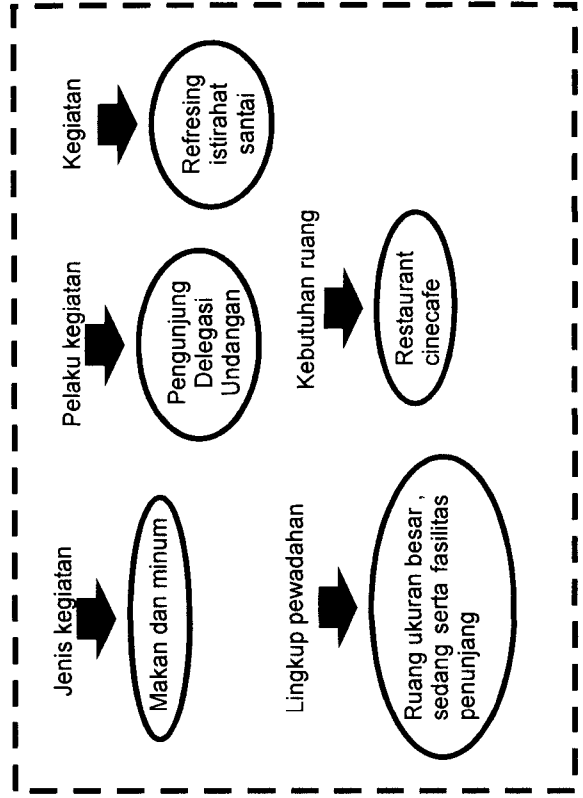 Jenis kegiatan
Makan dan minum
Pelaku kegiatan
Pengunjung
Delegasi
Undangan
Kegiatan
Refresing
istirahat
santai
Lingkup pewadahan
Ruang ukuran besar ,
sedang serta fasilitas
penunjang
Kebutuhan ruang
Restaurant
cinecafe